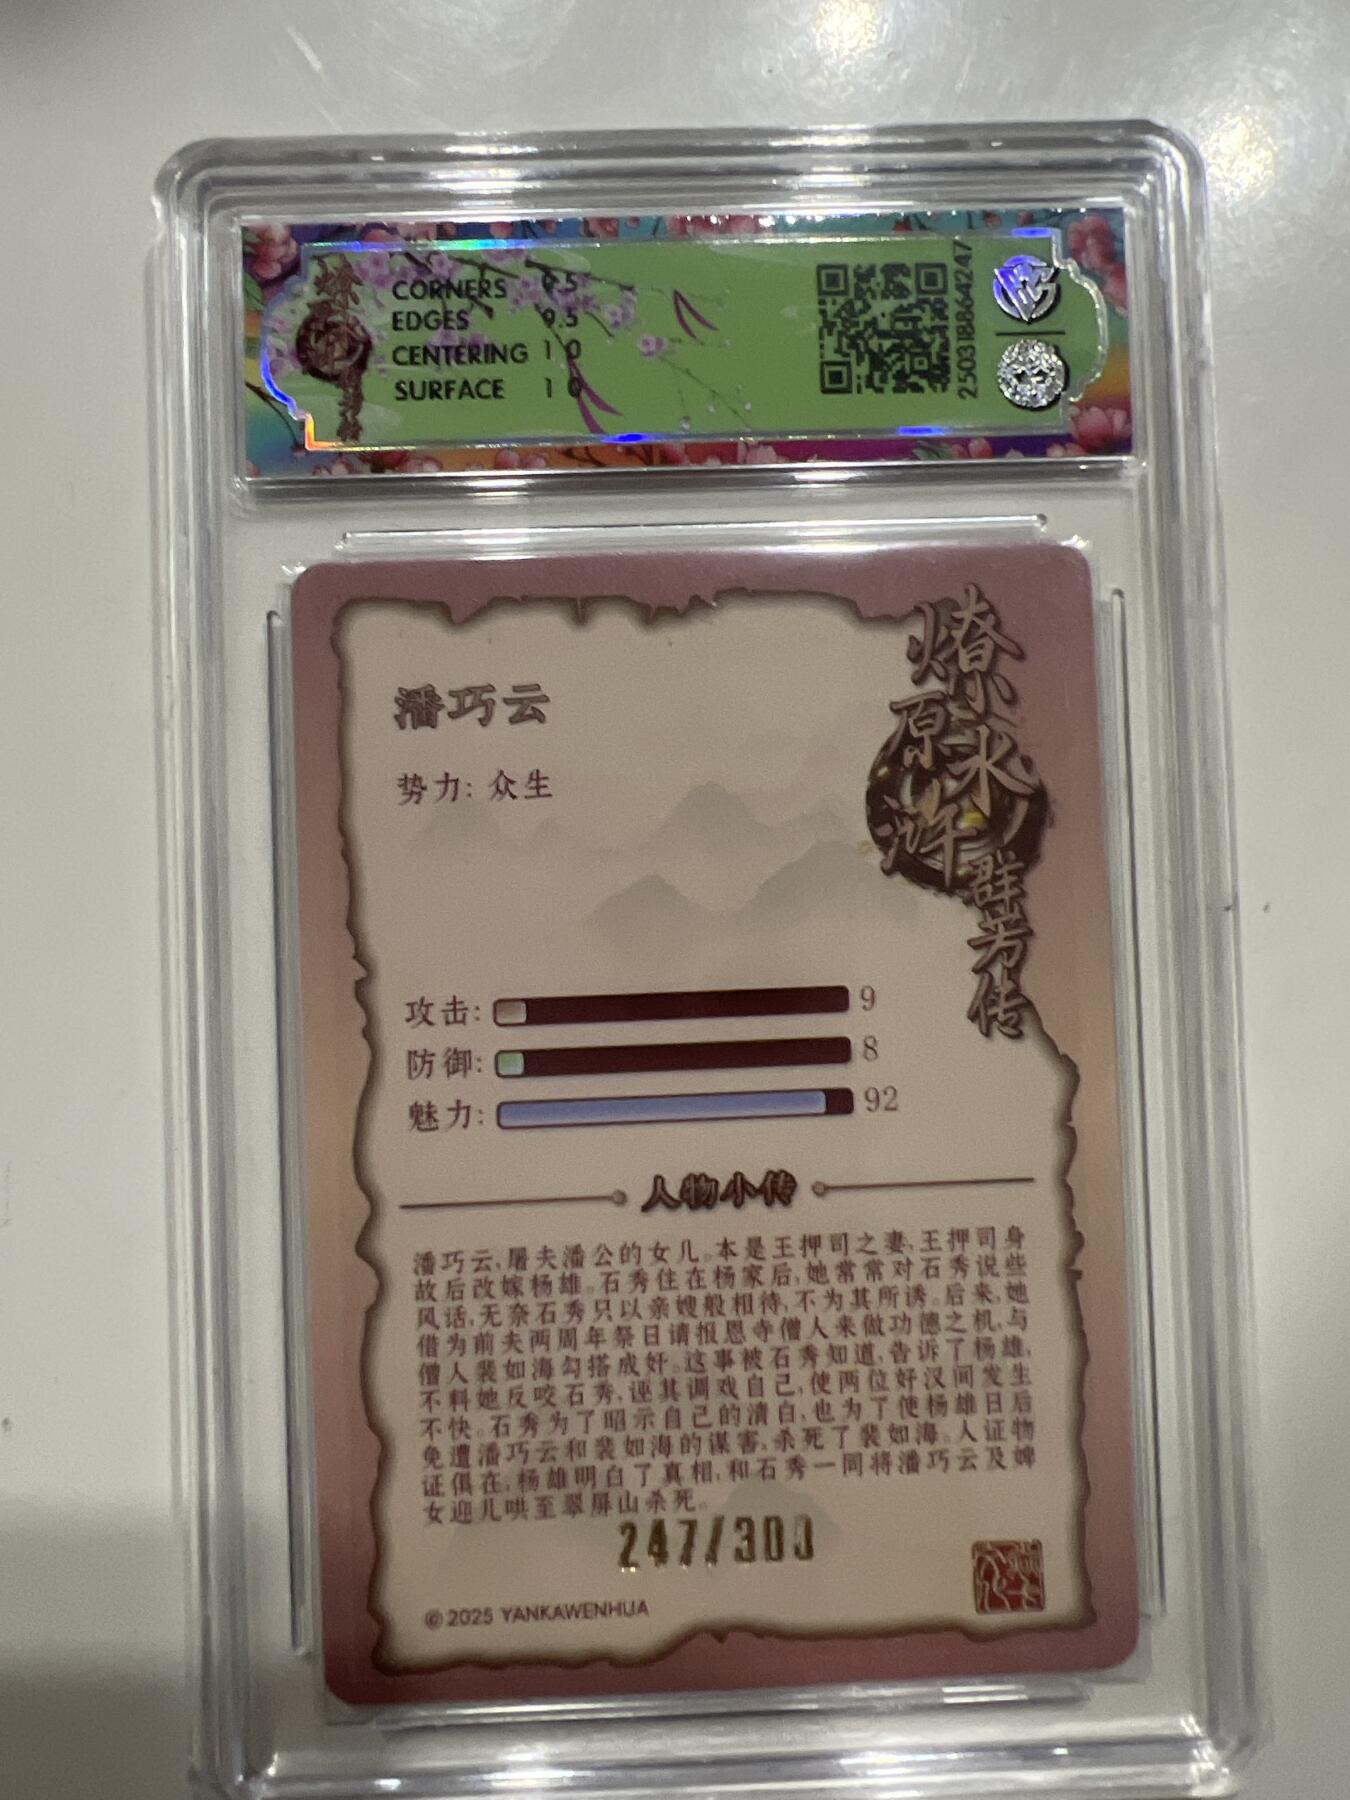 CORNERS 9.5
EDGES 9.5
CENTERING 10
SURFACE 10
250318864247
燎原水浒
群芳传
潘巧云
势力: 众生
攻击: 9
防御: 8
魅力: 92
人物小传
潘巧云,屠夫潘公的女儿。本是王押司之妻,王押司身
故后改嫁杨雄。石秀住在杨家后,她常常对石秀说些
风话,无奈石秀只以亲嫂般相待,不为其所诱。后来,她
借为前夫两周年祭日请报恩寺僧人来做功德之机,与
僧人裴如海勾搭成奸。这事被石秀知道,告诉了杨雄,
不料她反咬石秀,诬其调戏自己,使两位好汉间发生
不快。石秀为了昭示自己的清白,也为了使杨雄日后
免遭潘巧云和裴如海的谋害,杀死了裴如海。人证物
证俱在,杨雄明白了真相,和石秀一同将潘巧云及婢
女迎儿哄至翠屏山杀死。
247/300
© 2025 YANKAWENHUA